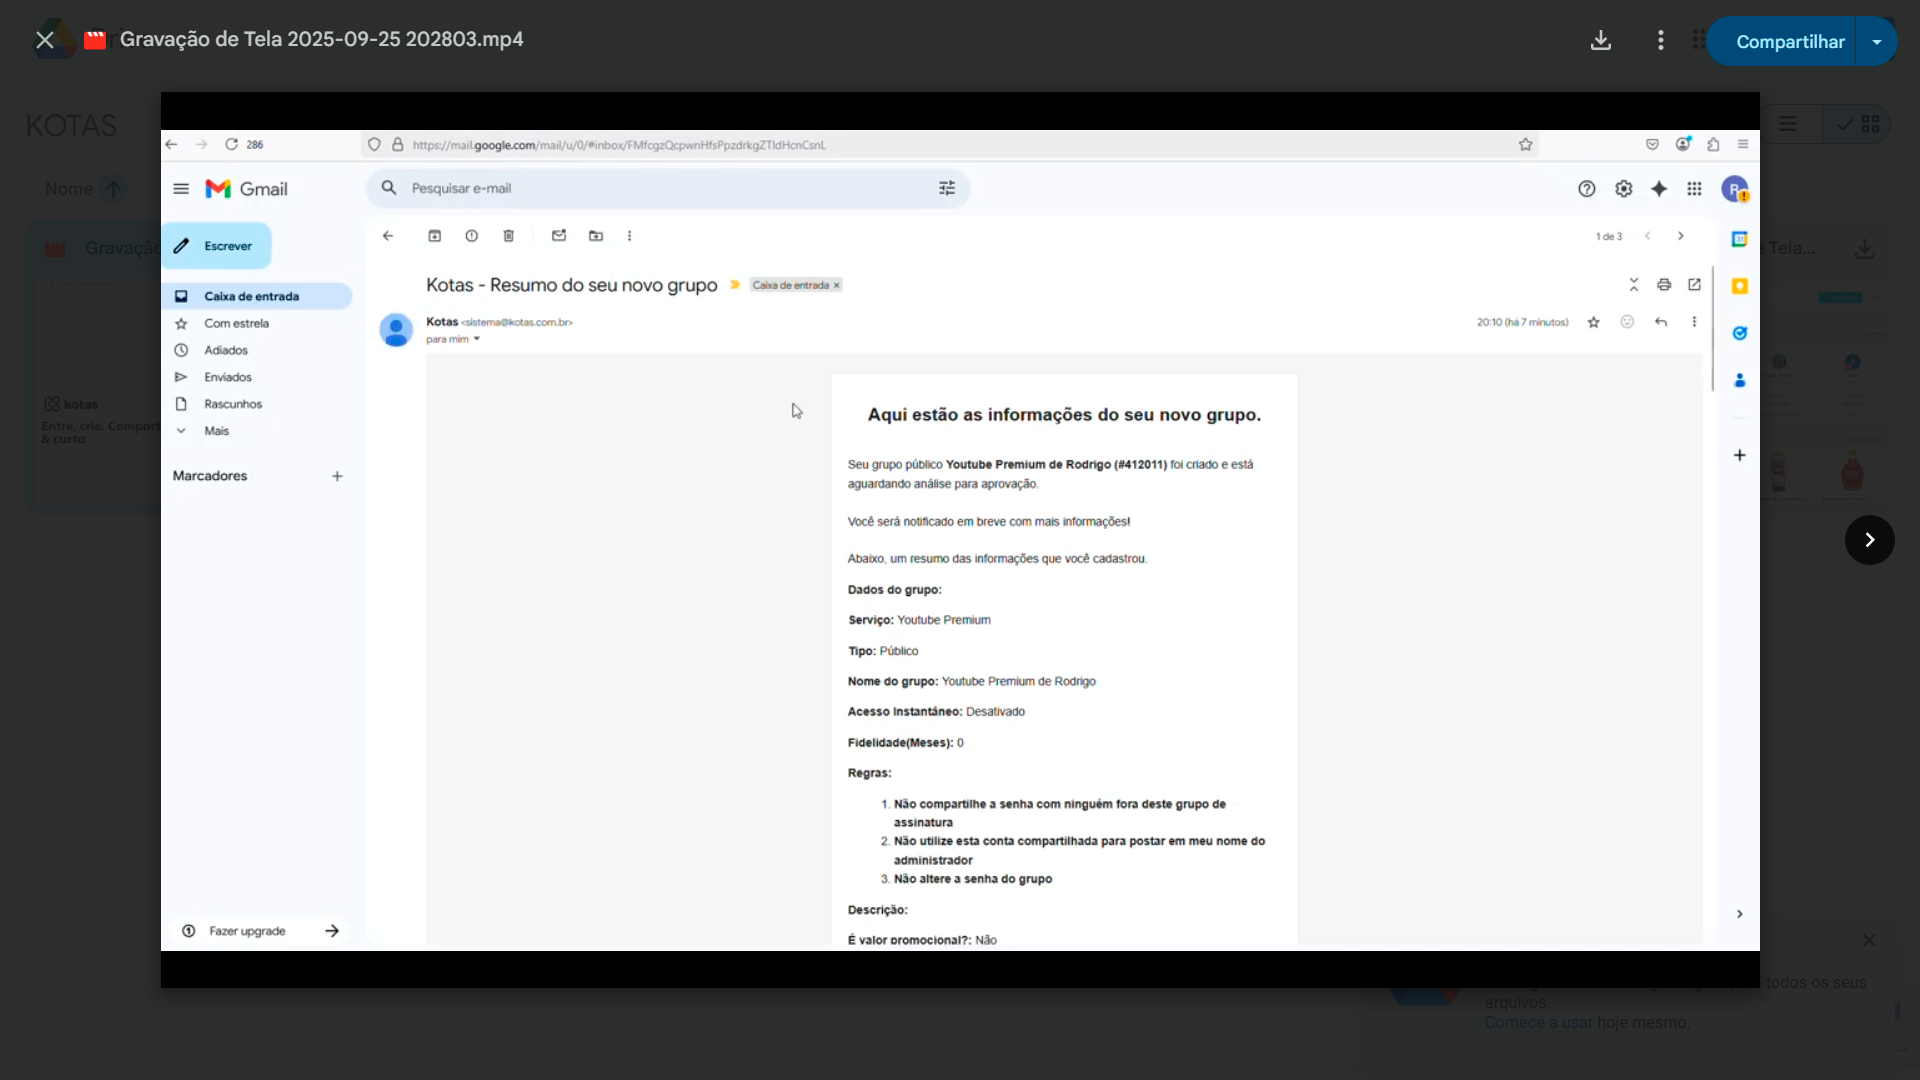 Gravação de Tela 2025-09-25 202803.mp4
Compartilhar
KOTAS
Nome
Gravação
Tela...
kotas
Entre, crie. Compart
& curta
286
https://mail.google.com/mail/u/0/#inbox/FMfcgzQcpwnHfsPpzdrkgZTIdHcnCsnL
Gmail
Pesquisar e-mail
R
Escrever
1 de 3
Caixa de entrada
Com estrela
Adiados
Enviados
Rascunhos
Mais
Marcadores
Fazer upgrade
Kotas - Resumo do seu novo grupo
Caixa de entrada ×
Kotas <sistema@kotas.com.br>
20:10 (há 7 minutos)
para mim
Aqui estão as informações do seu novo grupo.
Seu grupo público Youtube Premium de Rodrigo (#412011) foi criado e está
aguardando análise para aprovação.
Você será notificado em breve com mais informações!
Abaixo, um resumo das informações que você cadastrou.
Dados do grupo:
Serviço: Youtube Premium
Tipo: Público
Nome do grupo: Youtube Premium de Rodrigo
Acesso Instantâneo: Desativado
Fidelidade(Meses): 0
Regras:
1. Não compartilhe a senha com ninguém fora deste grupo de
assinatura
2. Não utilize esta conta compartilhada para postar em meu nome do
administrador
3. Não altere a senha do grupo
Descrição:
É valor promocional?: Não
todos os seus
arquivos.
Comece a usar hoje mesmo.